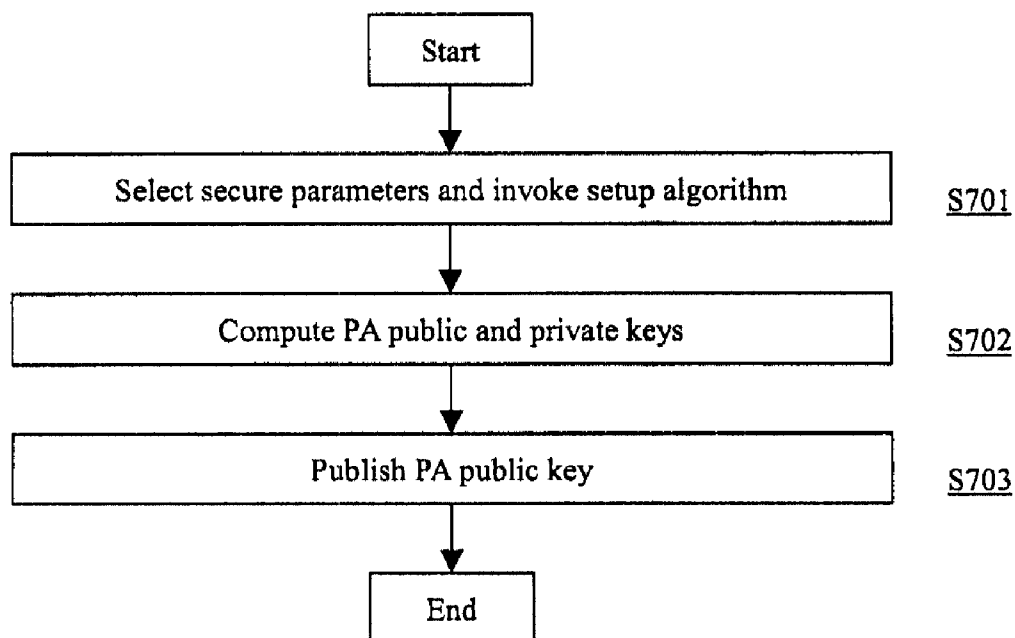 Start
Select secure parameters and invoke setup algorithm
S701
Compute PA public and private keys
S702
Publish PA public key
S703
End